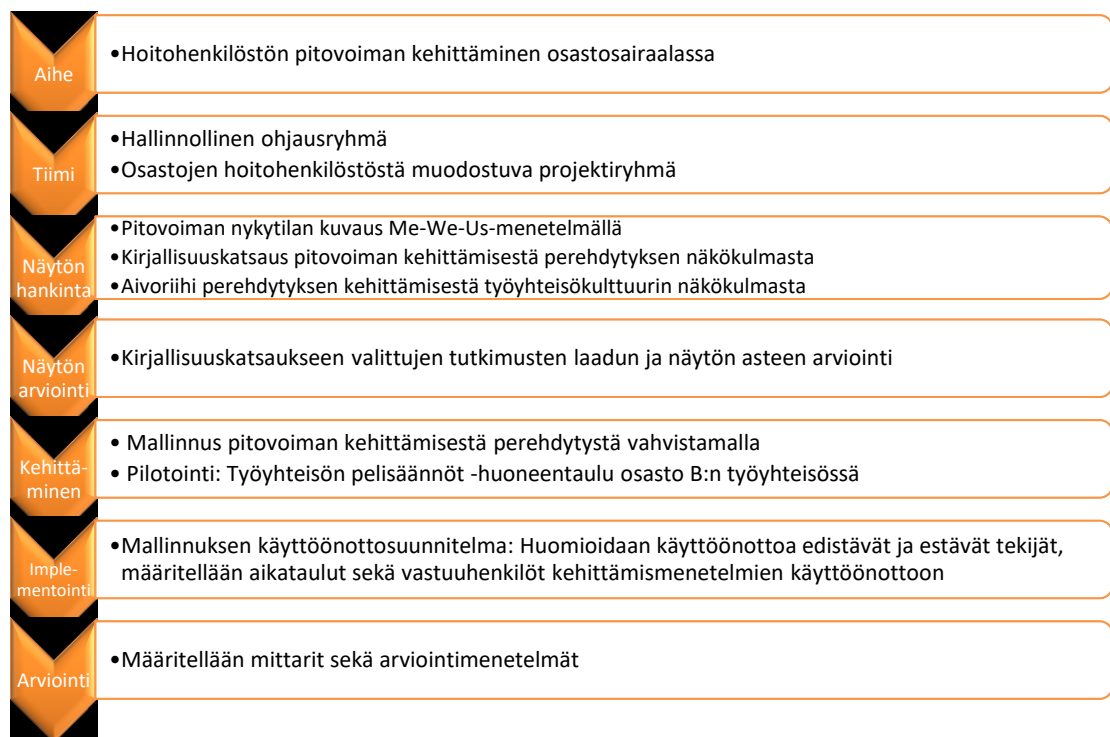 Aihe
•Hoitohenkilöstön pitovoiman kehittäminen osastosairaalassa
Tiimi
•Hallinnollinen ohjausryhmä
•Osastojen hoitohenkilöstöstä muodostuva projektiryhmä
Näytön
hankinta
•Pitovoiman nykytilan kuvaus Me-We-Us-menetelmällä
•Kirjallisuuskatsaus pitovoiman kehittämisestä perehdytyksen näkökulmasta
•Aivoriihi perehdytyksen kehittämisestä työyhteisökulttuurin näkökulmasta
Näytön
arviointi
•Kirjallisuuskatsaukseen valittujen tutkimusten laadun ja näytön asteen arviointi
Kehittä-
minen
• Mallinnus pitovoiman kehittämisestä perehdytystä vahvistamalla
• Pilotointi: Työyhteisön pelisäännöt -huoneentaulu osasto B:n työyhteisössä
Imple-
mentointi
•Mallinnuksen käyttöönottosuunnitelma: Huomioidaan käyttöönottoa edistävät ja estävät tekijät,
määritellään aikataulut sekä vastuuhenkilöt kehittämismenetelmien käyttöönottoon
Arviointi
•Määritellään mittarit sekä arviointimenetelmät